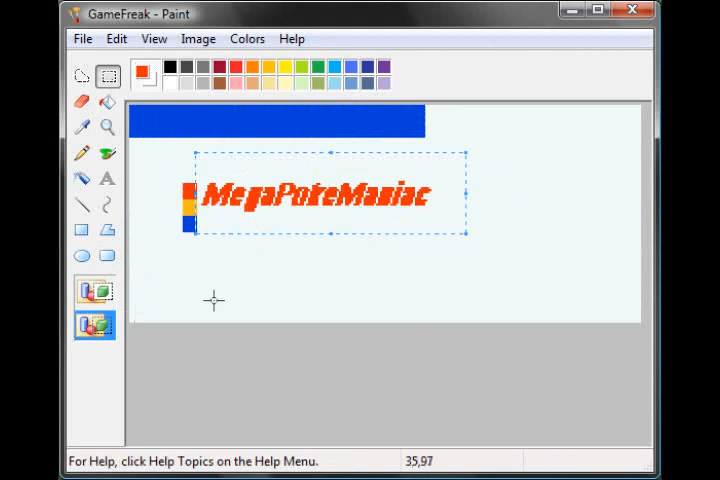 GameFreak - Paint
File Edit View Image Colors Help
A
MegaPokeManiac
For Help, click Help Topics on the Help Menu. 35,97